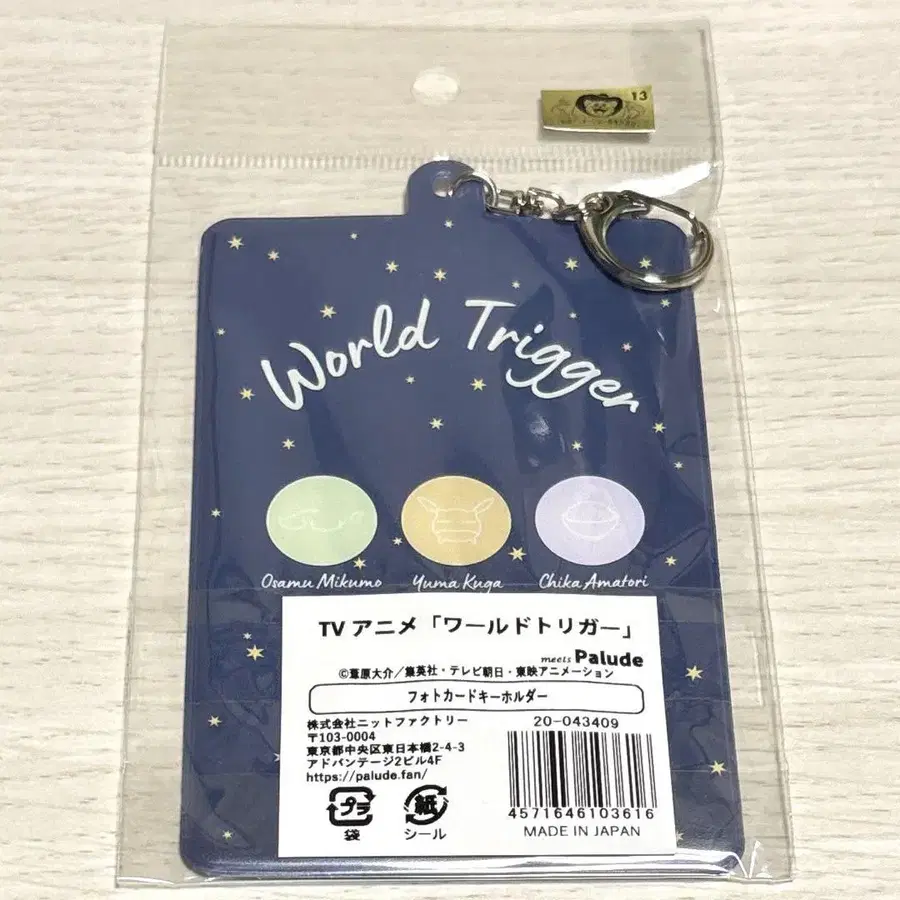 13
World Trigger
Osamu Mikumo Yuma Kuga Chika Amatori
TV アニメ「ワールドトリガー」
meets Palude
©葦原大介／集英社・テレビ朝日・東映アニメーション
フォトカードキーホルダー
株式会社ニットファクトリー
〒103-0004
東京都中央区東日本橋2-4-3
アドバンテージ2ビル4F
https://palude.fan/
20-043409
4571646103616
MADE IN JAPAN
プラ
袋
紙
シール